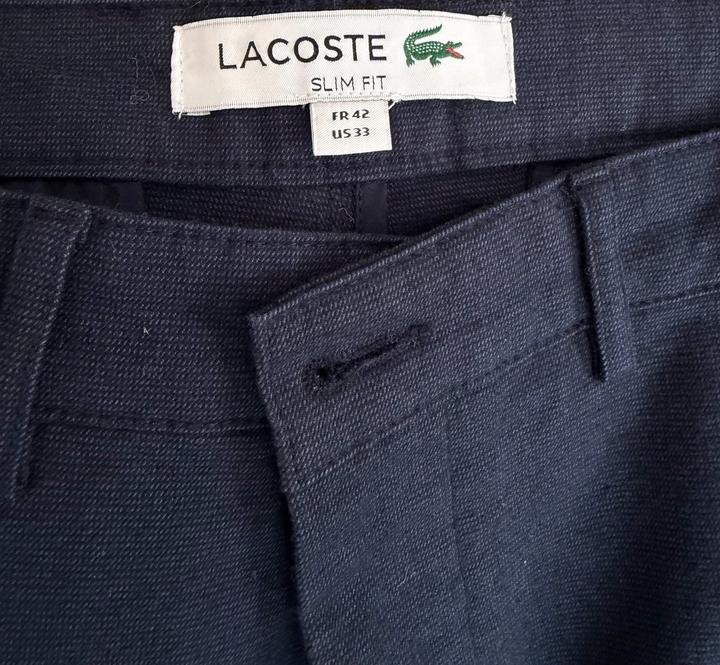 LACOSTE
SLIM FIT
FR 42
US 33